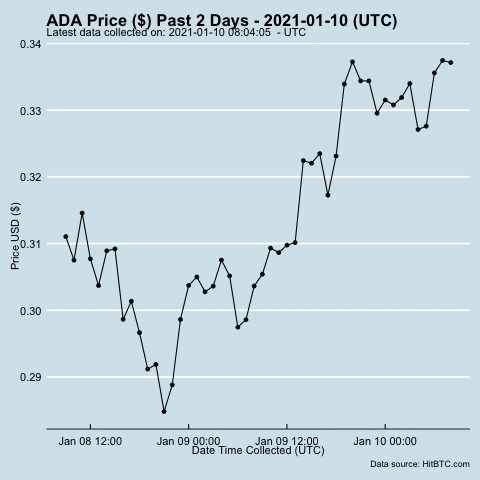 ADA Price ($) Past 2 Days - 2021-01-10 (UTC)
Latest data collected on: 2021-01-10 08:04:05 - UTC
0.34
0.33
0.32
0.31
0.30
0.29
Price USD ($)
Jan 08 12:00
Jan 09 00:00
Jan 09 12:00
Jan 10 00:00
Date Time Collected (UTC)
Data source: HitBTC.com